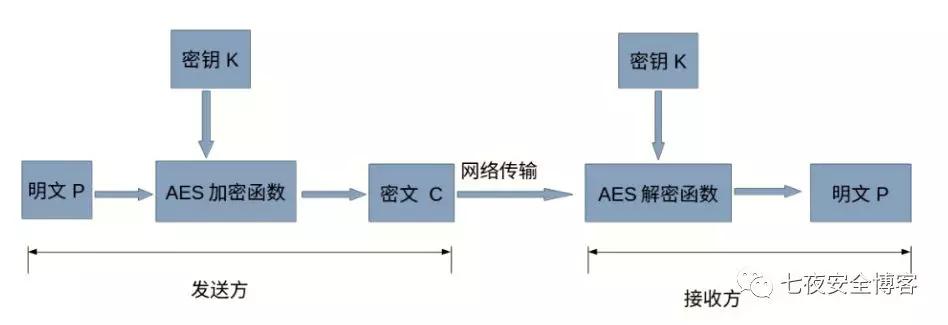 密钥 K
密钥 K
明文 P
AES 加密函数
密文 C
网络传输
AES 解密函数
明文 P
发送方
接收方
七夜安全博客